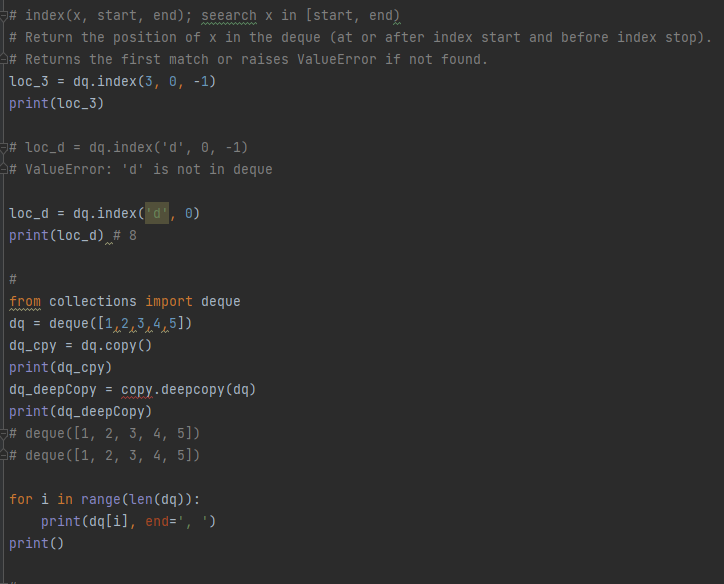 # index(x, start, end); seearch x in [start, end)
# Return the position of x in the deque (at or after index start and before index stop).
# Returns the first match or raises ValueError if not found.
loc_3 = dq.index(3, 0, -1)
print(loc_3)
# loc_d = dq.index('d', 0, -1)
# ValueError: 'd' is not in deque
loc_d = dq.index('d', 0)
print(loc_d) # 8
#
from collections import deque
dq = deque([1,2,3,4,5])
dq_cpy = dq.copy()
print(dq_cpy)
dq_deepCopy = copy.deepcopy(dq)
print(dq_deepCopy)
# deque([1, 2, 3, 4, 5])
# deque([1, 2, 3, 4, 5])
for i in range(len(dq)):
    print(dq[i], end=', ')
print()